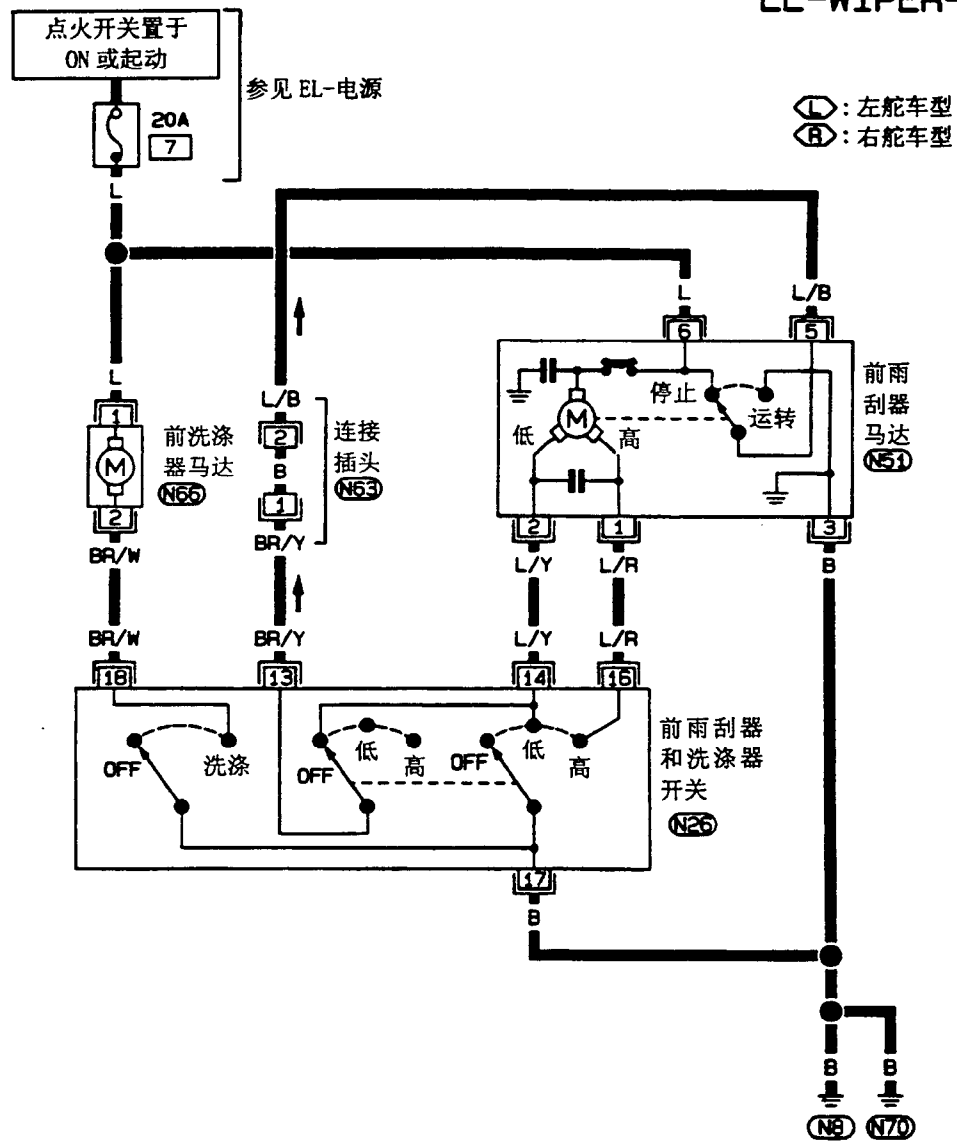 EL-WIPER-
点火开关置于
ON 或起动
参见 EL-电源
20A
7
L : 左舵车型
R : 右舵车型
L
L
L/B
6
5
L
L/B
1
2
前洗涤
器马达
N66
连接
插头
N63
B
2
1
BR/W
BR/Y
停止
运转
M
M
低
高
前雨
刮器
马达
N51
2
1
3
L/Y
L/R
B
BR/W
BR/Y
L/Y
L/R
18
13
14
16
OFF
洗涤
OFF
低
高
OFF
低
高
前雨刮器
和洗涤器
开关
N26
17
B
B
B
N8
N70